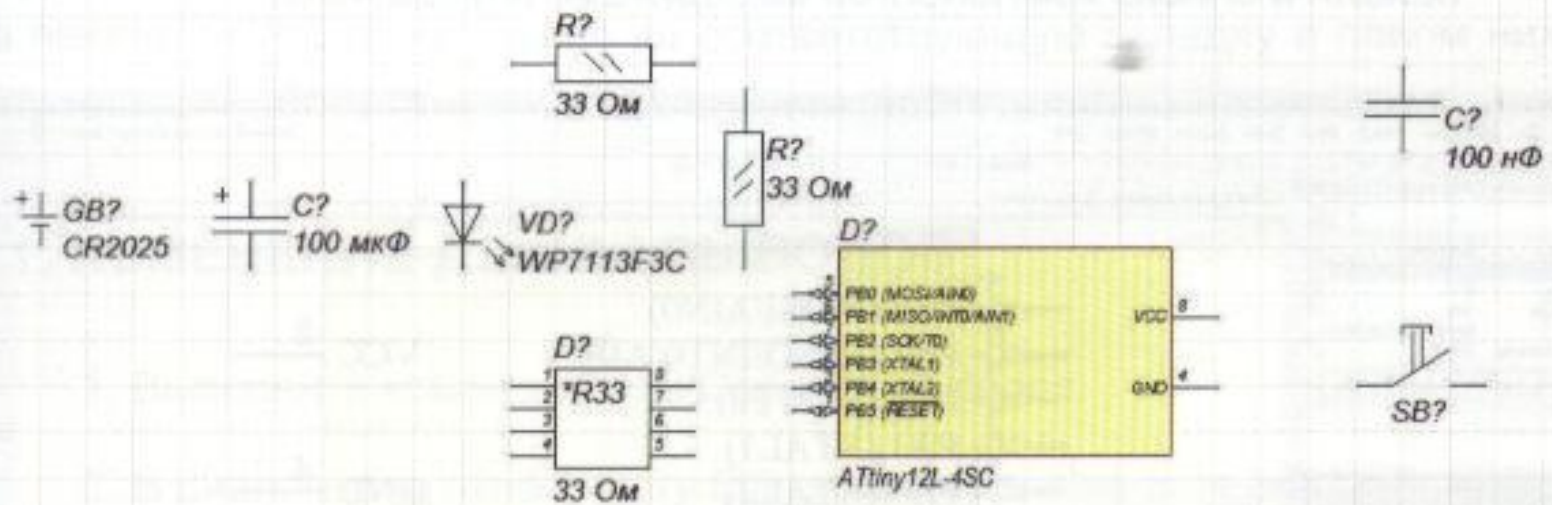 R?
33 Ом
R?
33 Ом
C?
100 нФ
+
GB?
CR2025
+
C?
100 мкФ
VD?
WP7113F3C
D?
1
2
3
4
*R33
8
7
6
5
33 Ом
D?
PB0 (MOSI/AIN0)
PB1 (MISO/INT0/AIN1)
PB2 (SCK/T0)
PB3 (XTAL1)
PB4 (XTAL2)
PB5 (RESET)
VCC
8
GND
4
ATtiny12L-4SC
SB?